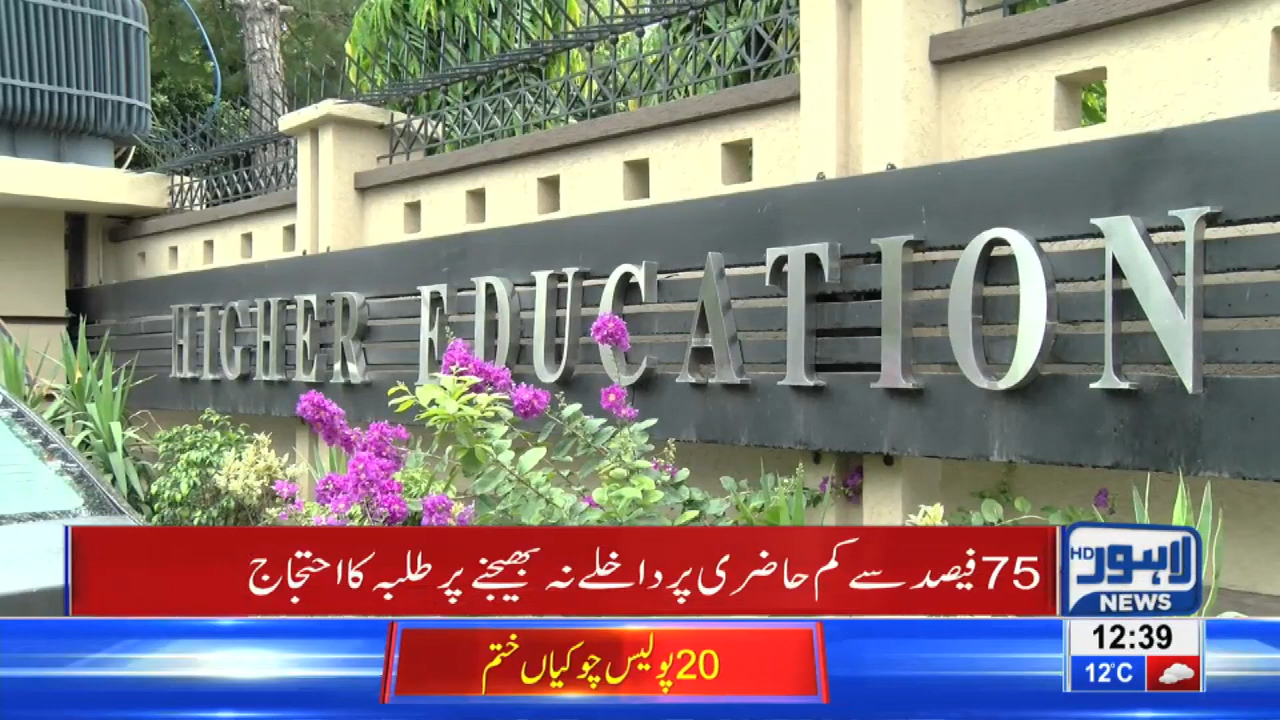 HIGHER EDUCATION
75 فیصد سے کم حاضری پر داخلے نہ بھیجنے پر طلبہ کا احتجاج
HD
لاہور
NEWS
12:39
20 پولیس چوکیاں ختم
12°C